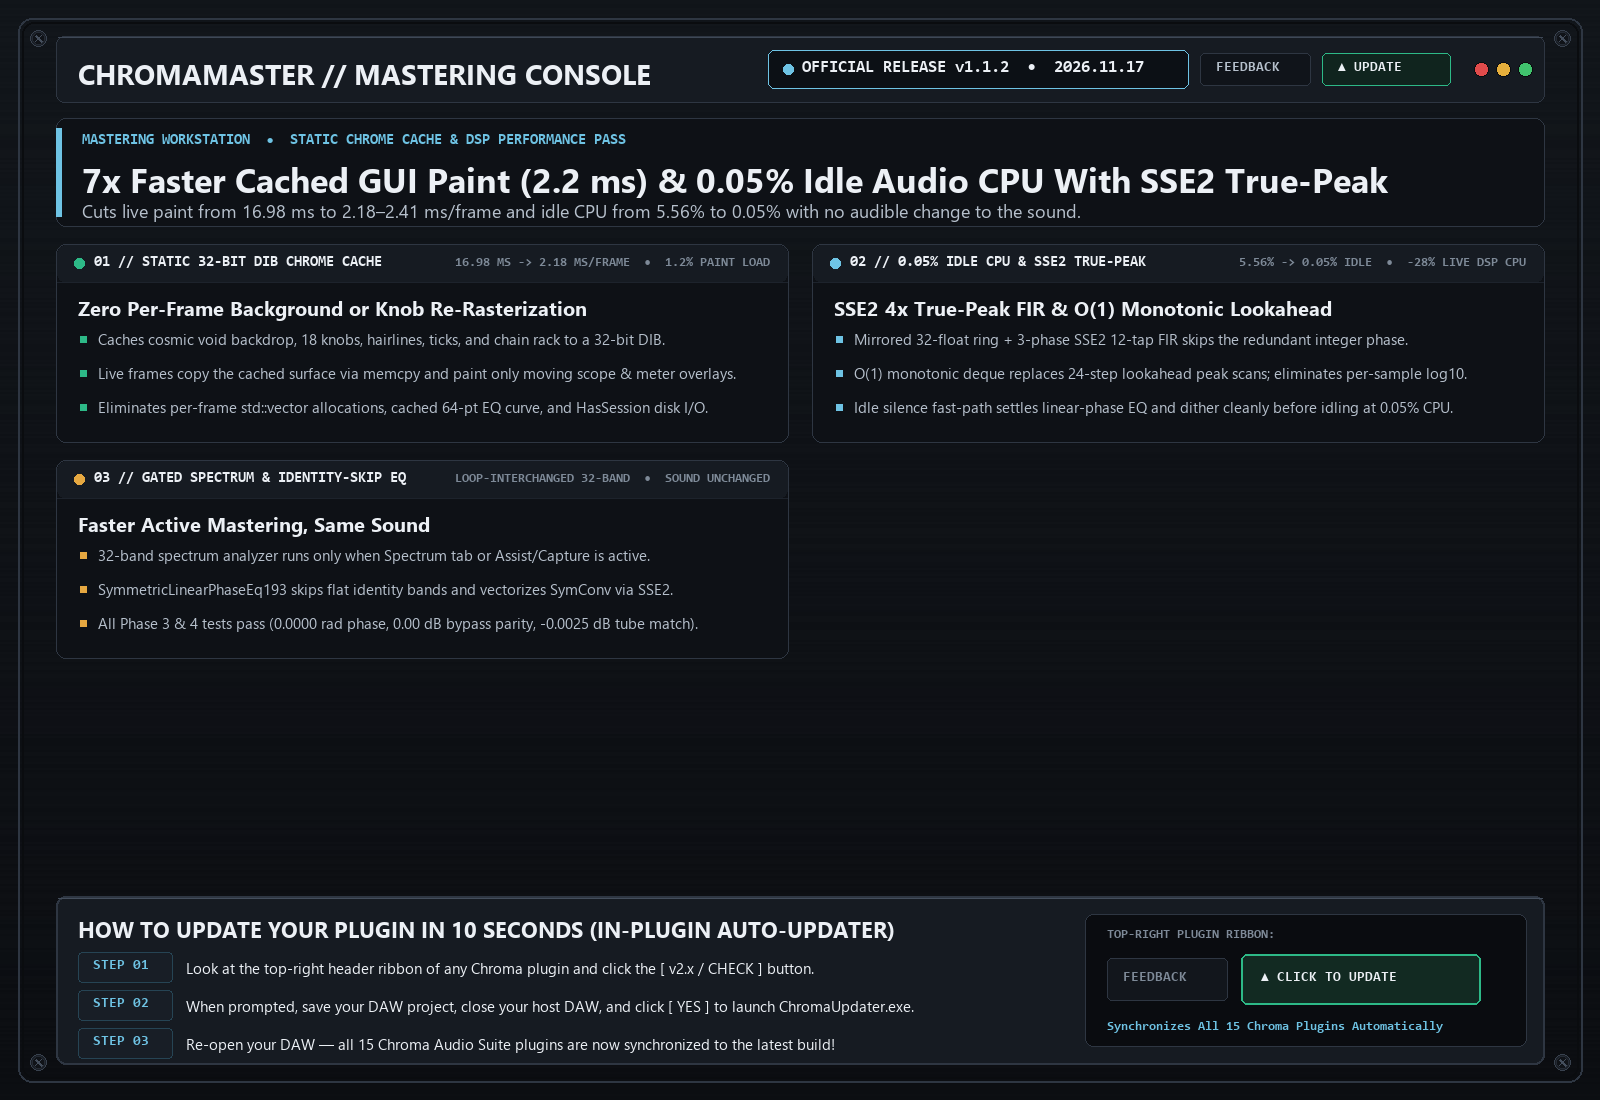 CHROMAMASTER // MASTERING CONSOLE
OFFICIAL RELEASE v1.1.2 • 2026.11.17
FEEDBACK
▲ UPDATE
MASTERING WORKSTATION • STATIC CHROME CACHE & DSP PERFORMANCE PASS
7x Faster Cached GUI Paint (2.2 ms) & 0.05% Idle Audio CPU With SSE2 True-Peak
Cuts live paint from 16.98 ms to 2.18–2.41 ms/frame and idle CPU from 5.56% to 0.05% with no audible change to the sound.
01 // STATIC 32-BIT DIB CHROME CACHE
16.98 MS -> 2.18 MS/FRAME • 1.2% PAINT LOAD
Zero Per-Frame Background or Knob Re-Rasterization
Caches cosmic void backdrop, 18 knobs, hairlines, ticks, and chain rack to a 32-bit DIB.
Live frames copy the cached surface via memcpy and paint only moving scope & meter overlays.
Eliminates per-frame std::vector allocations, cached 64-pt EQ curve, and HasSession disk I/O.
02 // 0.05% IDLE CPU & SSE2 TRUE-PEAK
5.56% -> 0.05% IDLE • -28% LIVE DSP CPU
SSE2 4x True-Peak FIR & O(1) Monotonic Lookahead
Mirrored 32-float ring + 3-phase SSE2 12-tap FIR skips the redundant integer phase.
O(1) monotonic deque replaces 24-step lookahead peak scans; eliminates per-sample log10.
Idle silence fast-path settles linear-phase EQ and dither cleanly before idling at 0.05% CPU.
03 // GATED SPECTRUM & IDENTITY-SKIP EQ
LOOP-INTERCHANGED 32-BAND • SOUND UNCHANGED
Faster Active Mastering, Same Sound
32-band spectrum analyzer runs only when Spectrum tab or Assist/Capture is active.
SymmetricLinearPhaseEq193 skips flat identity bands and vectorizes SymConv via SSE2.
All Phase 3 & 4 tests pass (0.0000 rad phase, 0.00 dB bypass parity, -0.0025 dB tube match).
HOW TO UPDATE YOUR PLUGIN IN 10 SECONDS (IN-PLUGIN AUTO-UPDATER)
STEP 01
Look at the top-right header ribbon of any Chroma plugin and click the [ v2.x / CHECK ] button.
STEP 02
When prompted, save your DAW project, close your host DAW, and click [ YES ] to launch ChromaUpdater.exe.
STEP 03
Re-open your DAW — all 15 Chroma Audio Suite plugins are now synchronized to the latest build!
TOP-RIGHT PLUGIN RIBBON:
FEEDBACK
▲ CLICK TO UPDATE
Synchronizes All 15 Chroma Plugins Automatically